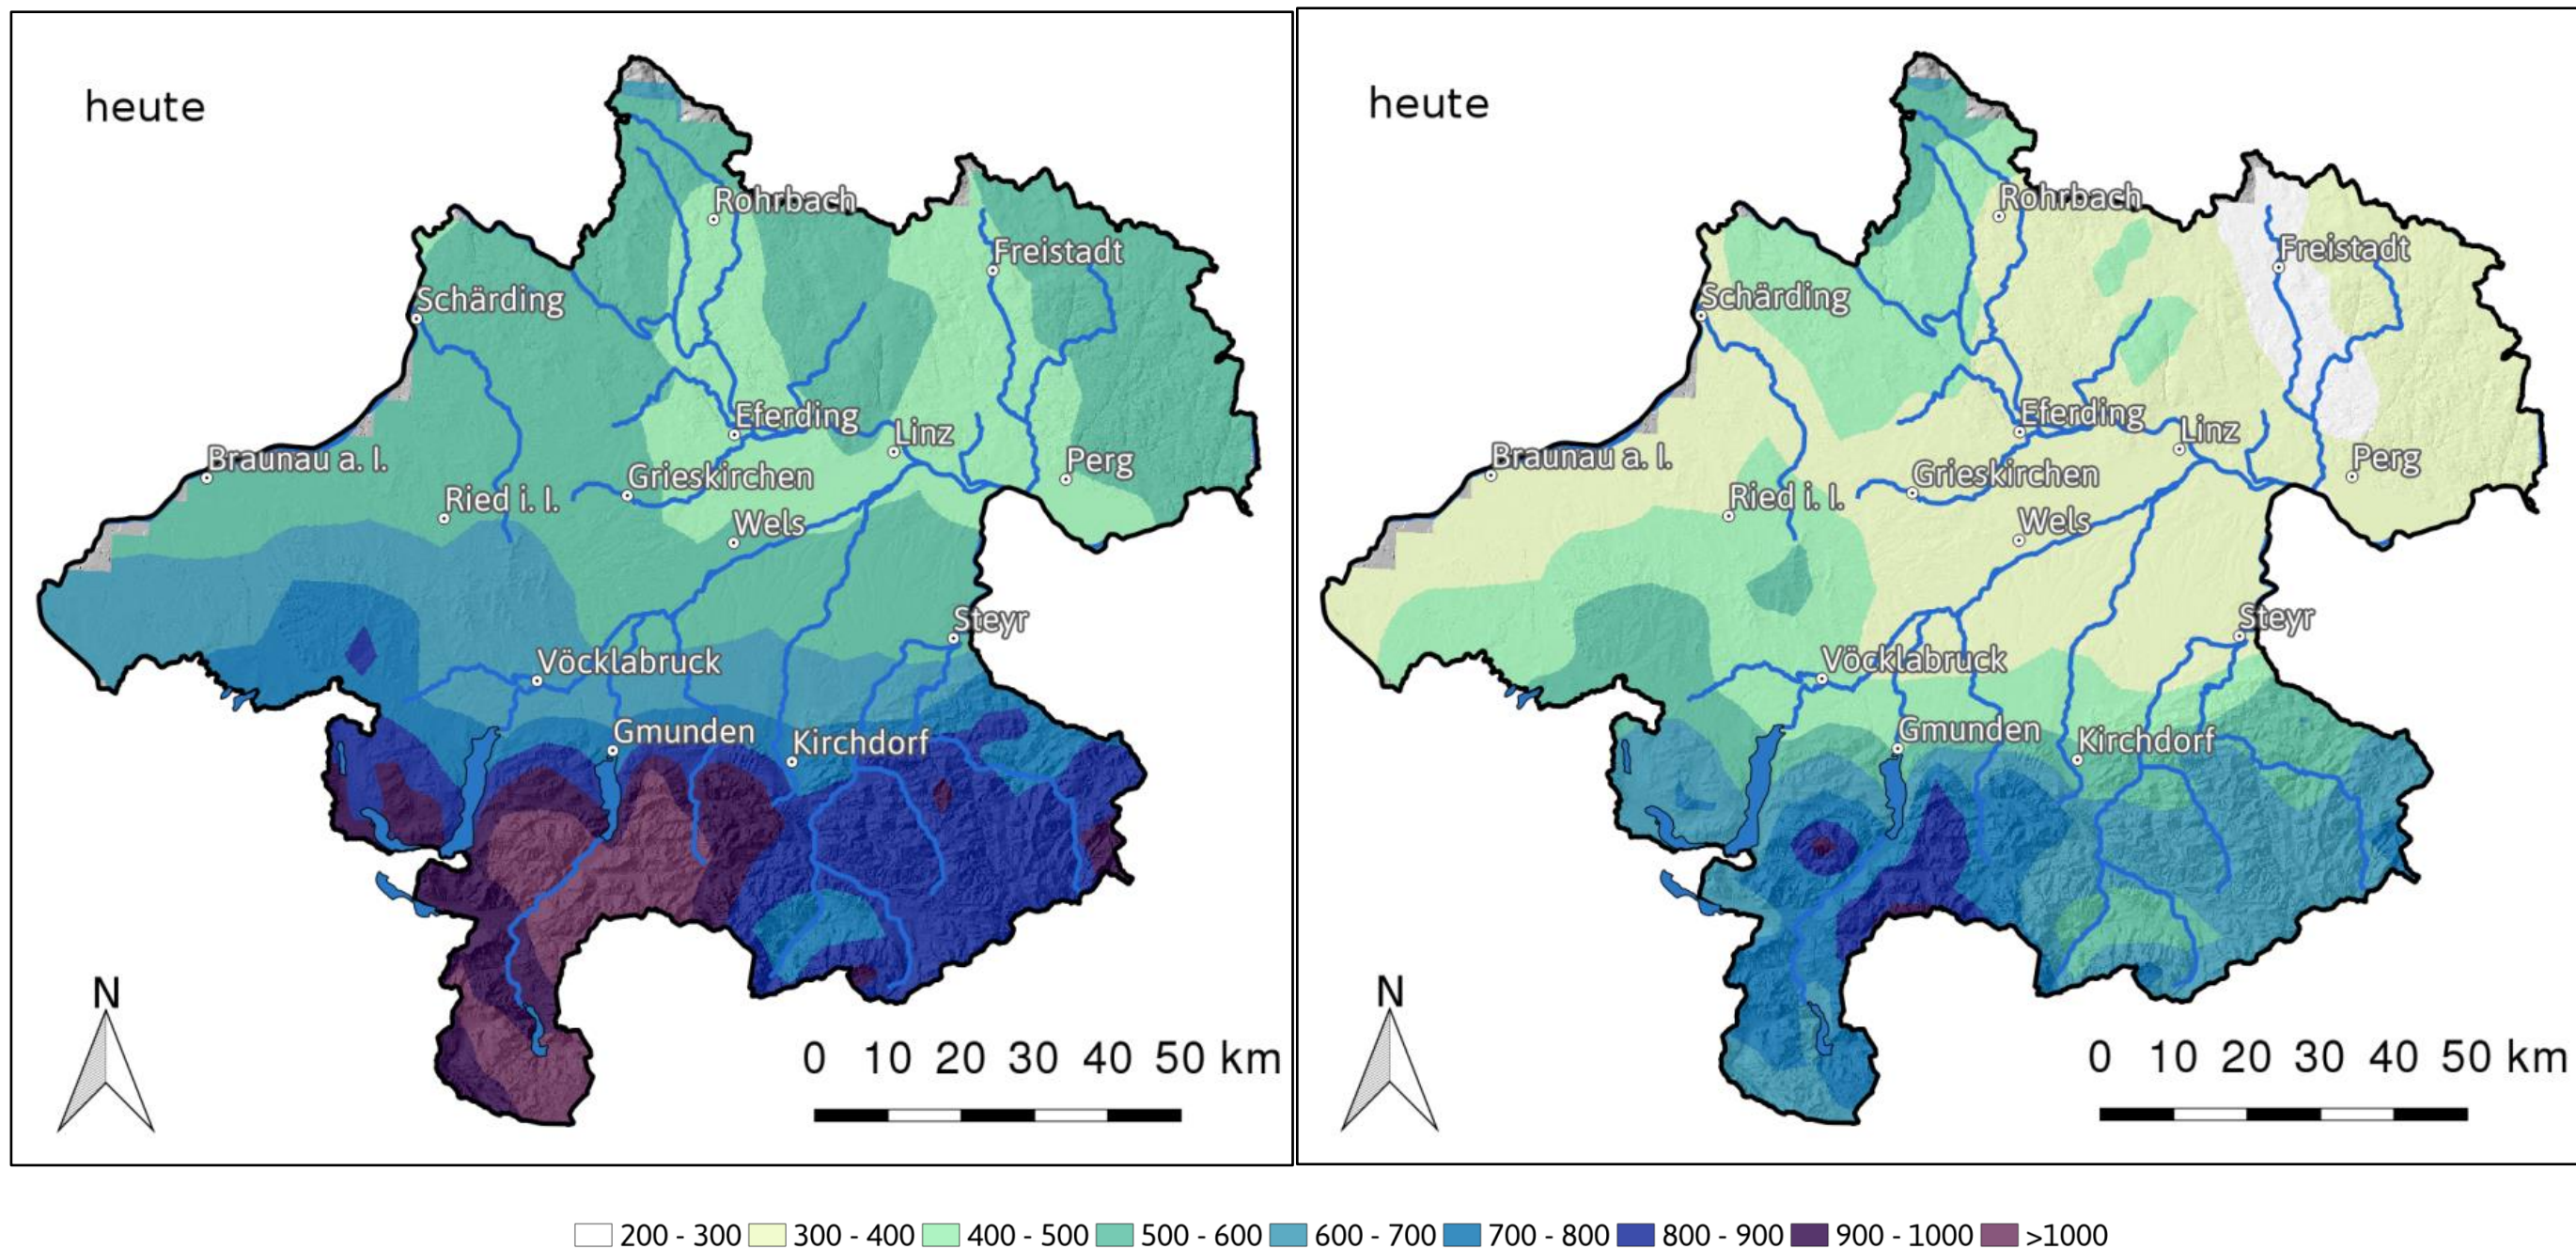 heute
Rohrbach
Freistadt
Schärding
Eferding
Linz
Braunau a. I.
Perg
Grieskirchen
Ried i. I.
Wels
Steyr
Vöcklabruck
Gmunden
Kirchdorf
N
0 10 20 30 40 50 km
heute
Rohrbach
Freistadt
Schärding
Eferding
Linz
Braunau a. I.
Perg
Grieskirchen
Ried i. I.
Wels
Steyr
Vöcklabruck
Gmunden
Kirchdorf
N
0 10 20 30 40 50 km
200 - 300 300 - 400 400 - 500 500 - 600 600 - 700 700 - 800 800 - 900 900 - 1000 >1000